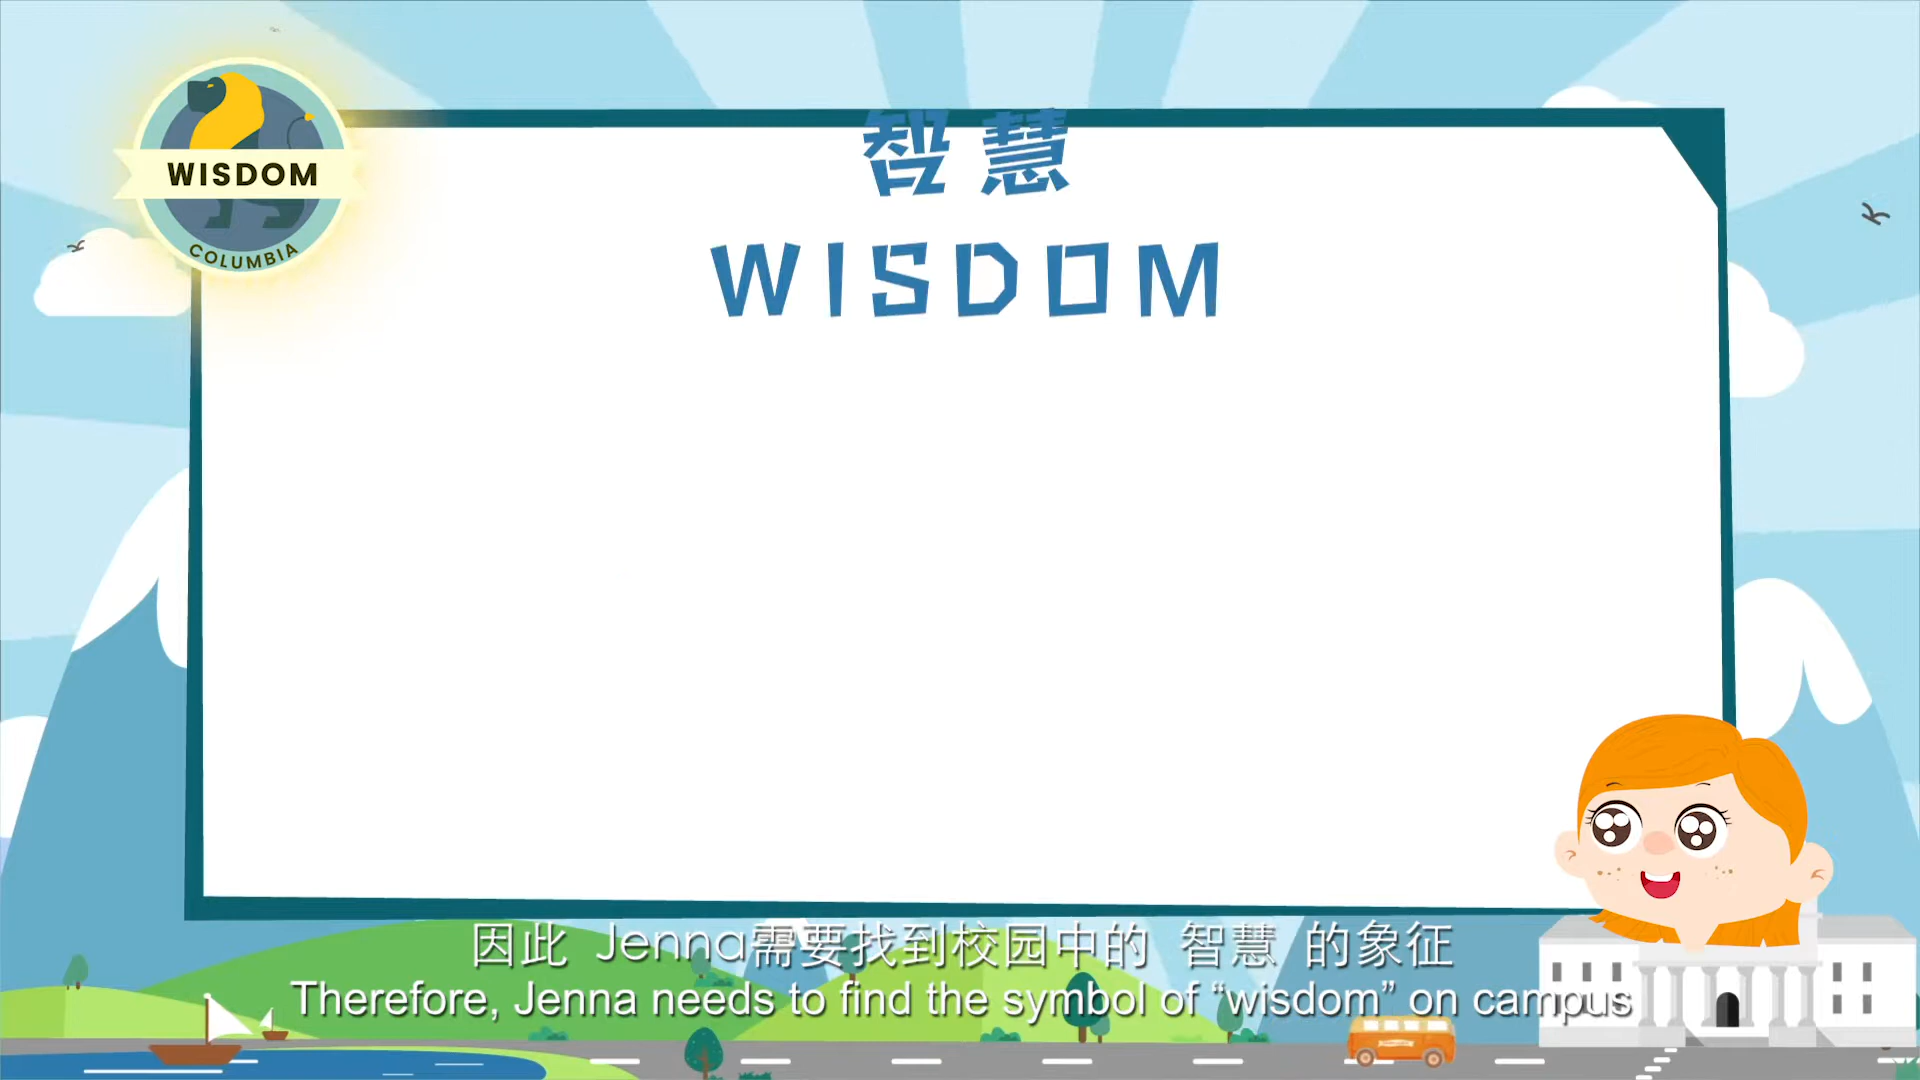 WISDOM
COLUMBIA
智慧
WISDOM
因此 Jenna需要找到校园中的 智慧 的象征
Therefore, Jenna needs to find the symbol of “wisdom” on campus